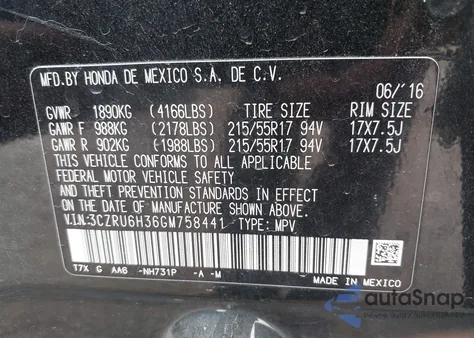 MFD.BY HONDA DE MEXICO S.A. DE C.V.
06/'16
GVWR 1890KG (4166LBS) TIRE SIZE RIM SIZE
GAWR F 988KG (2178LBS) 215/55R17 94V 17X7.5J
GAWR R 902KG (1988LBS) 215/55R17 94V 17X7.5J
THIS VEHICLE CONFORMS TO ALL APPLICABLE
FEDERAL MOTOR VEHICLE SAFETY
AND THEFT PREVENTION STANDARDS IN EFFECT
ON THE DATE OF MANUFACTURE SHOWN ABOVE.
V.I.N:3CZRU6H36GM758441 TYPE: MPV
T7X G AA6 -NH731P -A -M
MADE IN MEXICO
autoSnap